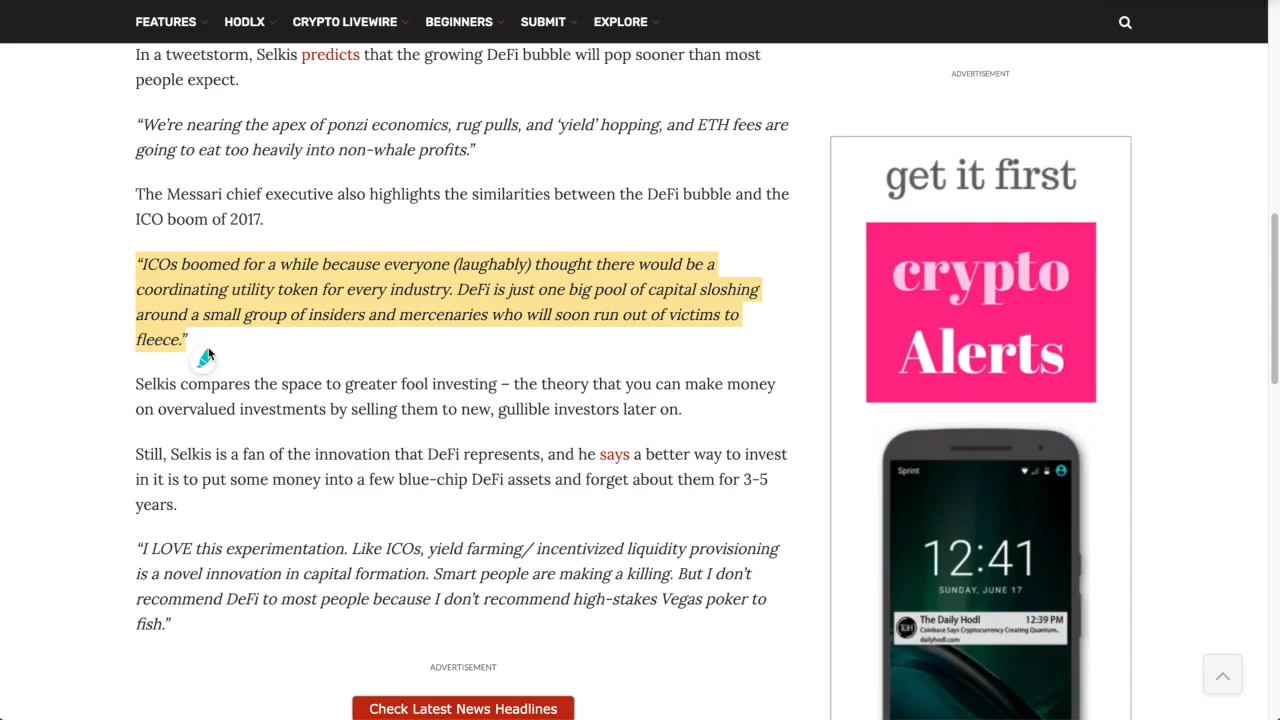 FEATURES HODLX CRYPTO LIVEWIRE BEGINNERS SUBMIT EXPLORE
In a tweetstorm, Selkis predicts that the growing DeFi bubble will pop sooner than most
people expect.
“We’re nearing the apex of ponzi economics, rug pulls, and ‘yield’ hopping, and ETH fees are
going to eat too heavily into non-whale profits.”
The Messari chief executive also highlights the similarities between the DeFi bubble and the
ICO boom of 2017.
“ICOs boomed for a while because everyone (laughably) thought there would be a
coordinating utility token for every industry. DeFi is just one big pool of capital sloshing
around a small group of insiders and mercenaries who will soon run out of victims to
fleece.”
Selkis compares the space to greater fool investing – the theory that you can make money
on overvalued investments by selling them to new, gullible investors later on.
Still, Selkis is a fan of the innovation that DeFi represents, and he says a better way to invest
in it is to put some money into a few blue-chip DeFi assets and forget about them for 3-5
years.
“I LOVE this experimentation. Like ICOs, yield farming/ incentivized liquidity provisioning
is a novel innovation in capital formation. Smart people are making a killing. But I don’t
recommend DeFi to most people because I don’t recommend high-stakes Vegas poker to
fish.”
ADVERTISEMENT
Check Latest News Headlines
ADVERTISEMENT
get it first
crypto
Alerts
Sprint
12:41
SUNDAY, JUNE 17
The Daily Hodl 12:39 PM
Coinbase Says Cryptocurrency Creating Quantum...
dailyhodl.com